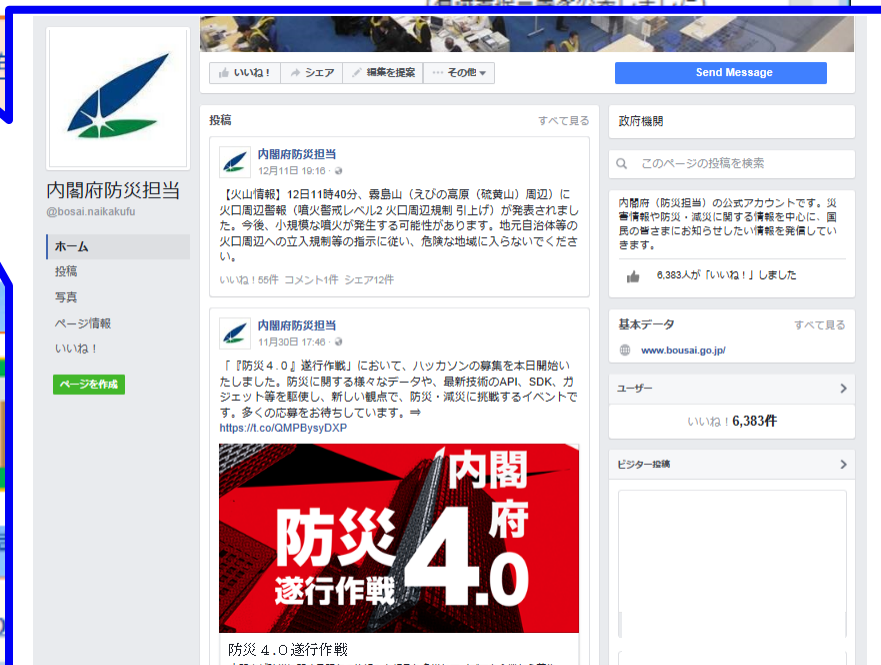 いいね！ シェア 編集を提案 … その他
Send Message
内閣府防災担当
@bosai.naikakufu
ホーム
投稿
写真
ページ情報
いいね！
ページを作成
投稿 すべて見る
内閣府防災担当
12月11日 19:16 ·
【火山情報】12日11時40分、霧島山（えびの高原（硫黄山）周辺）に
火口周辺警報（噴火警戒レベル2 火口周辺規制 引上げ）が発表されまし
た。今後、小規模な噴火が発生する可能性があります。地元自治体等の
火口周辺への立入規制等の指示に従い、危険な地域に入らないでくださ
い。
いいね！55件 コメント1件 シェア12件
内閣府防災担当
11月30日 17:46 ·
「『防災４.０』遂行作戦」において、ハッカソンの募集を本日開始い
たしました。防災に関する様々なデータや、最新技術のAPI、SDK、ガ
ジェット等を駆使し、新しい観点で、防災・減災に挑戦するイベントで
す。多くの応募をお待ちしています。⇒
https://t.co/QMPBysyDXP
内閣府
防災4.0
遂行作戦
防災４.０遂行作戦
政府機関
このページの投稿を検索
内閣府（防災担当）の公式アカウントです。災
害情報や防災・減災に関する情報を中心に、国
民の皆さまにお知らせしたい情報を発信してい
きます。
6,383人が「いいね！」しました
基本データ すべて見る
www.bousai.go.jp/
ユーザー
いいね！6,383件
ビジター投稿